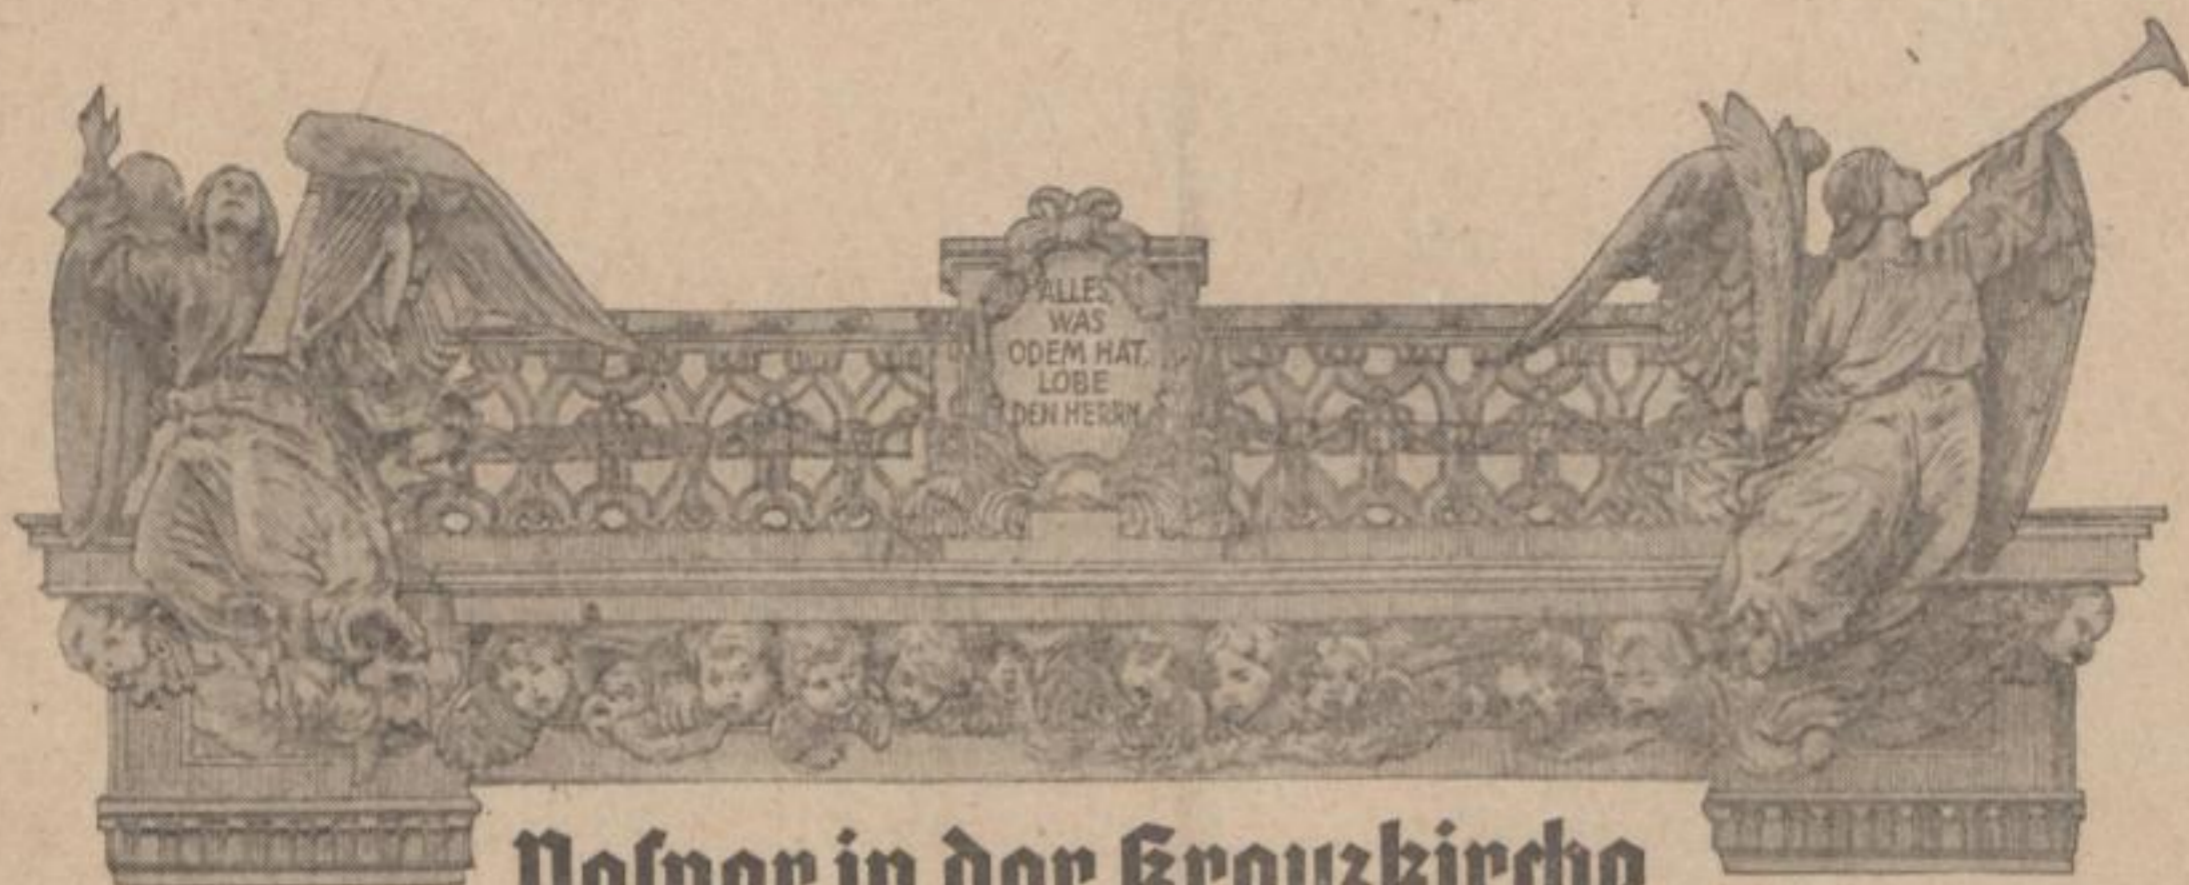 ALLES
WAS
ODEM HAT,
LOBE
DEN HERRN
Vesper in der Kreuzkirche